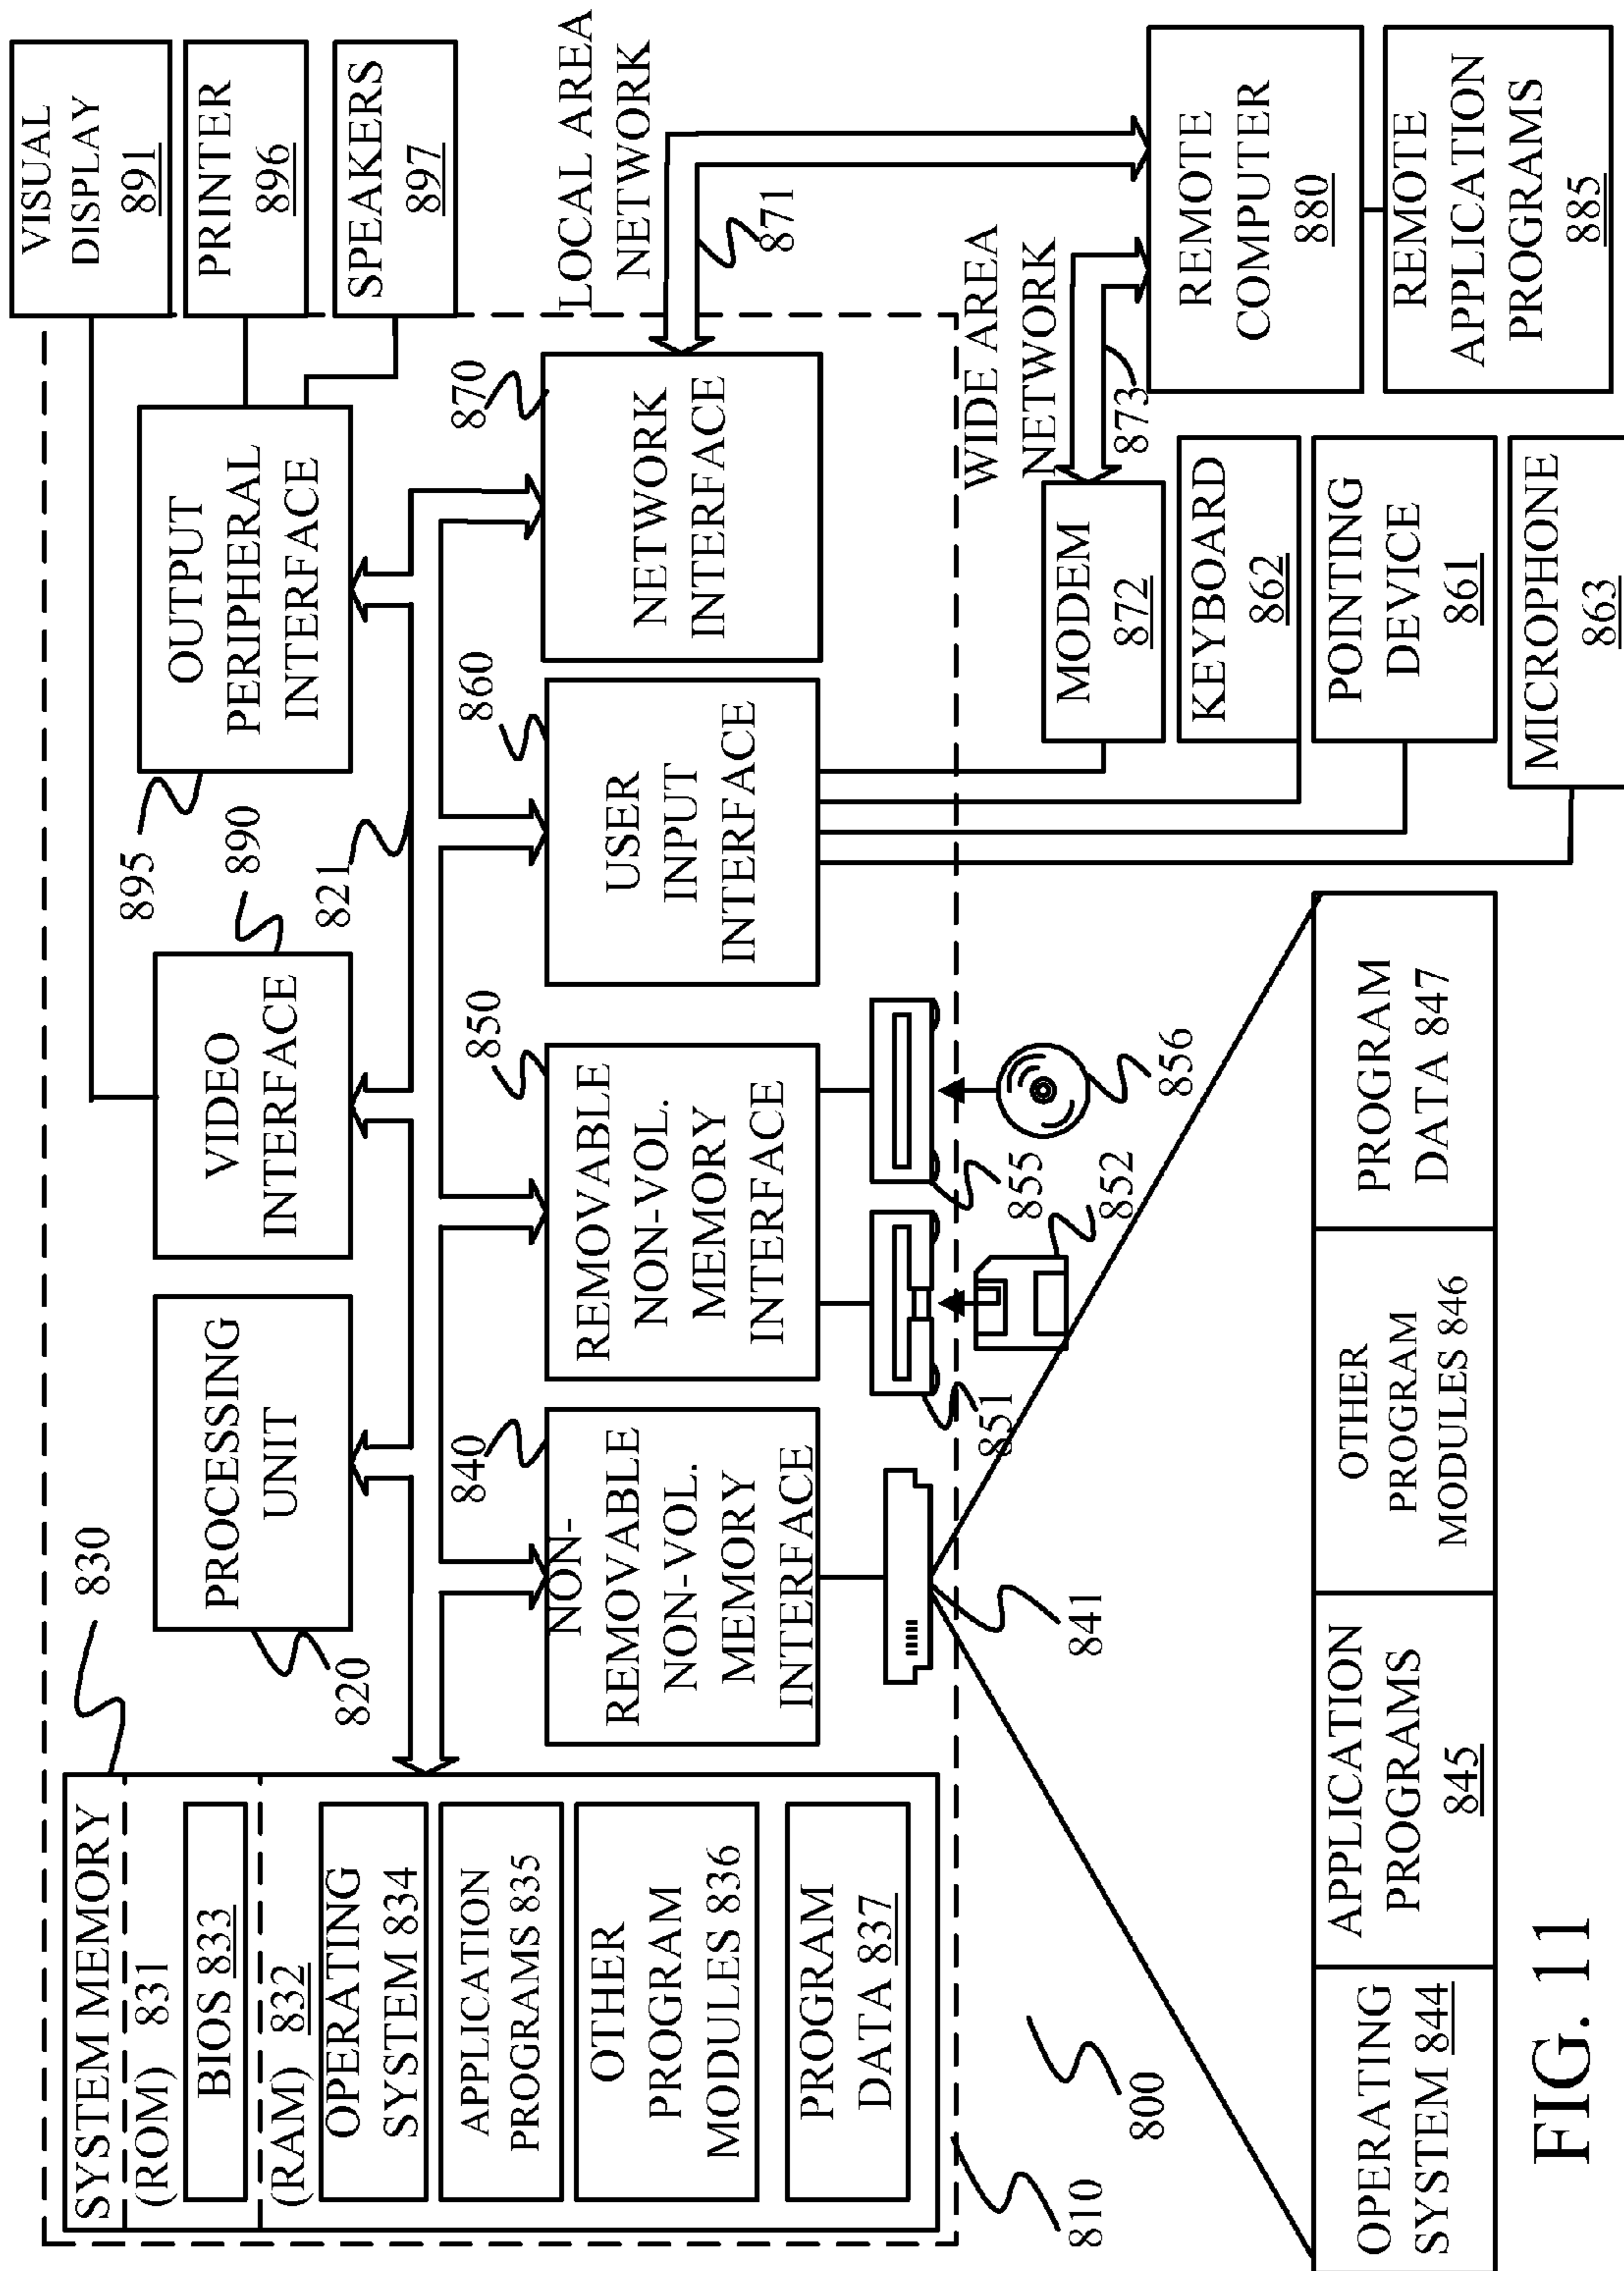 SYSTEM MEMORY
(ROM) 831
BIOS 833
(RAM) 832
OPERATING
SYSTEM 834
APPLICATION
PROGRAMS 835
OTHER
PROGRAM
MODULES 836
PROGRAM
DATA 837
830
PROCESSING
UNIT
820
VIDEO
INTERFACE
890
821
OUTPUT
PERIPHERAL
INTERFACE
895
VISUAL
DISPLAY
891
PRINTER
896
SPEAKERS
897
840
NON-
REMOVABLE
NON-VOL.
MEMORY
INTERFACE
850
REMOVABLE
NON-VOL.
MEMORY
INTERFACE
860
USER
INPUT
INTERFACE
870
NETWORK
INTERFACE
LOCAL AREA
NETWORK
871
841
851
852
855
856
WIDE AREA
NETWORK
873
MODEM
872
KEYBOARD
862
POINTING
DEVICE
861
MICROPHONE
863
REMOTE
COMPUTER
880
REMOTE
APPLICATION
PROGRAMS
885
810
800
OPERATING
SYSTEM 844
APPLICATION
PROGRAMS
845
OTHER
PROGRAM
MODULES 846
PROGRAM
DATA 847
FIG. 11